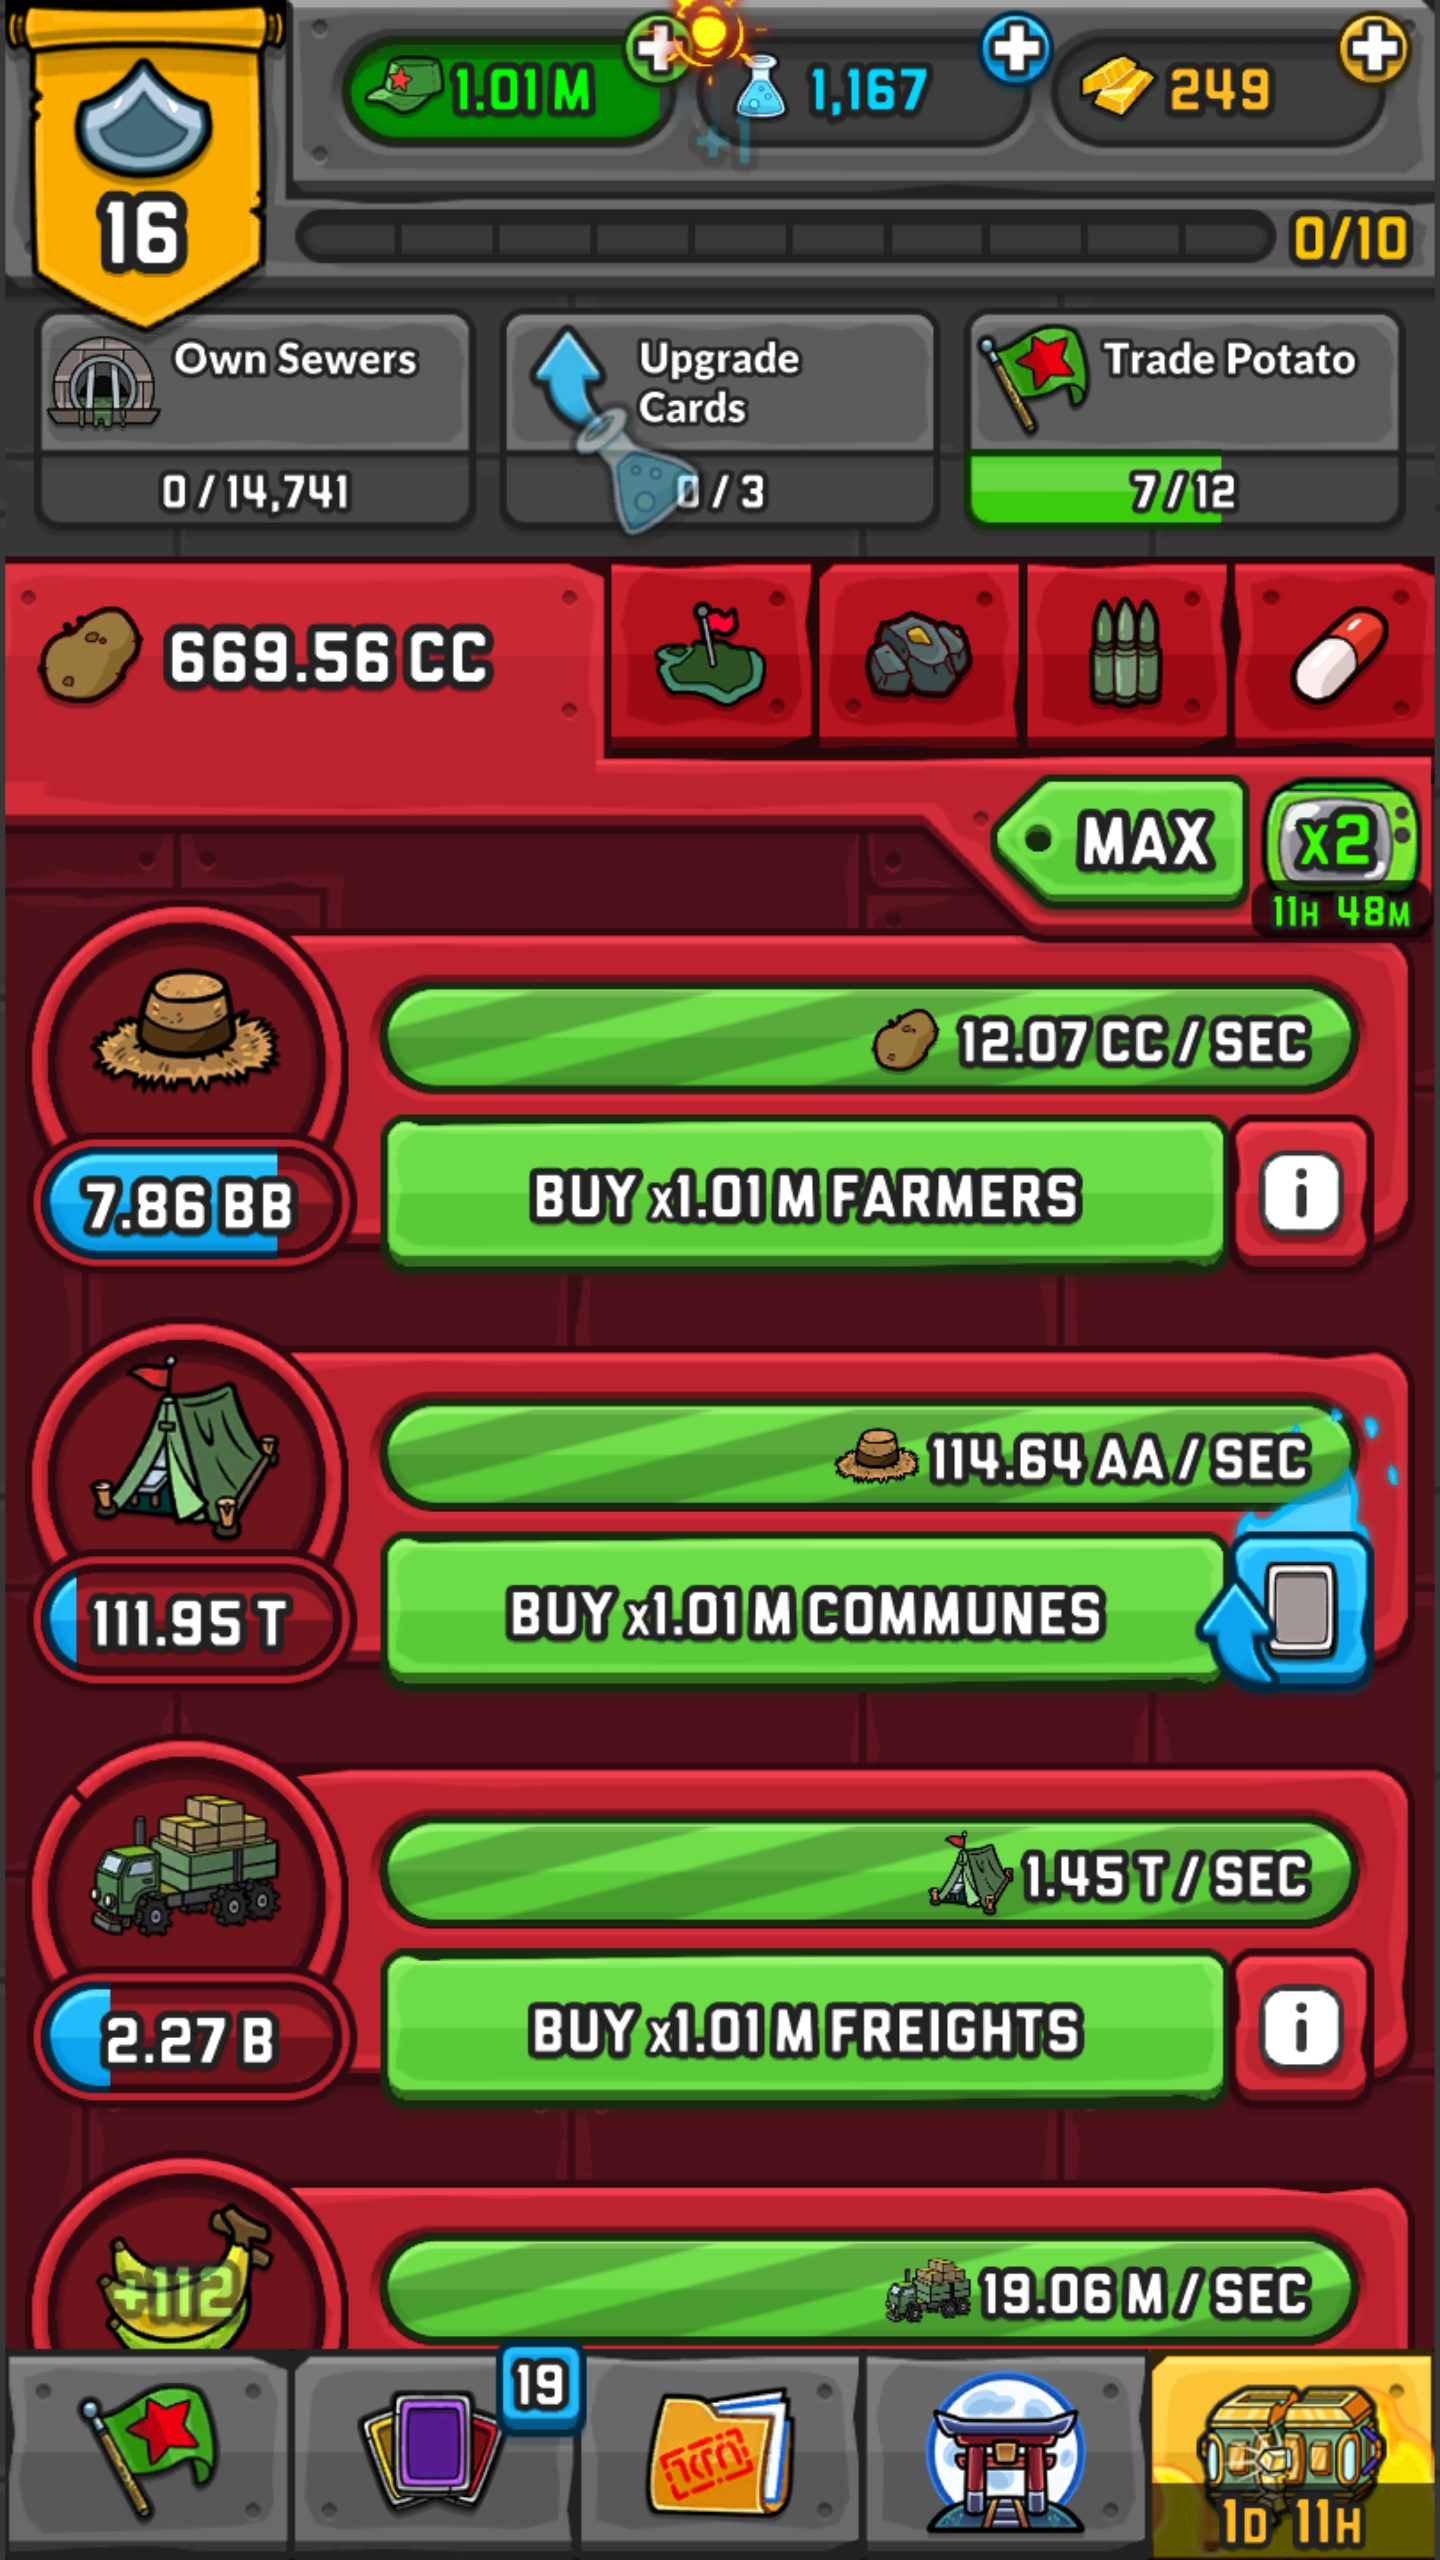 1.01 M
1,167
249
+1
16
0/10
Own Sewers
0 / 14,741
Upgrade
Cards
0 / 3
Trade Potato
7 / 12
669.56 CC
MAX
x2
11H 48M
12.07 CC / SEC
7.86 BB
BUY x1.01 M FARMERS
i
114.64 AA / SEC
111.95 T
BUY x1.01 M COMMUNES
1.45 T / SEC
2.27 B
BUY x1.01 M FREIGHTS
i
+112
19.06 M / SEC
19
1D 11H